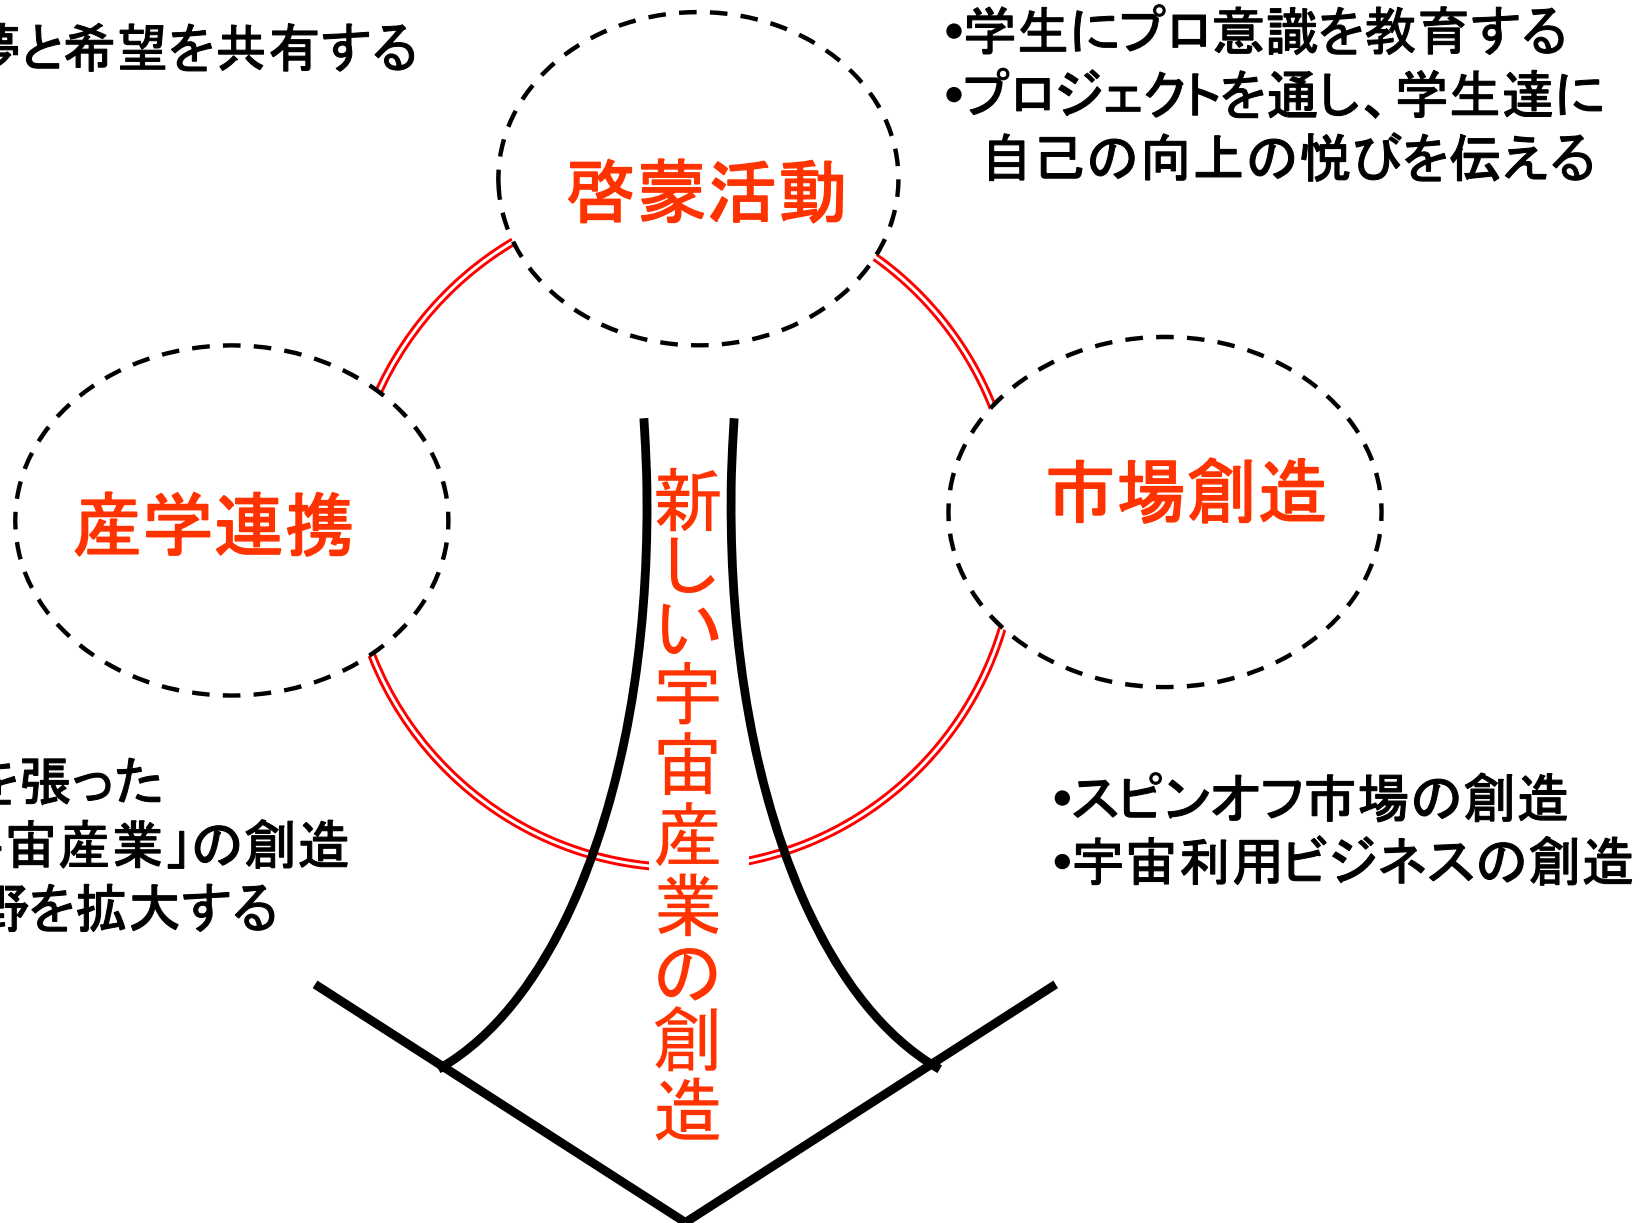 夢と希望を共有する
•学生にプロ意識を教育する
•プロジェクトを通し、学生達に
自己の向上の悦びを伝える
啓蒙活動
産学連携
市場創造
新しい宇宙産業の創造
を張った
宙産業」の創造
野を拡大する
•スピンオフ市場の創造
•宇宙利用ビジネスの創造